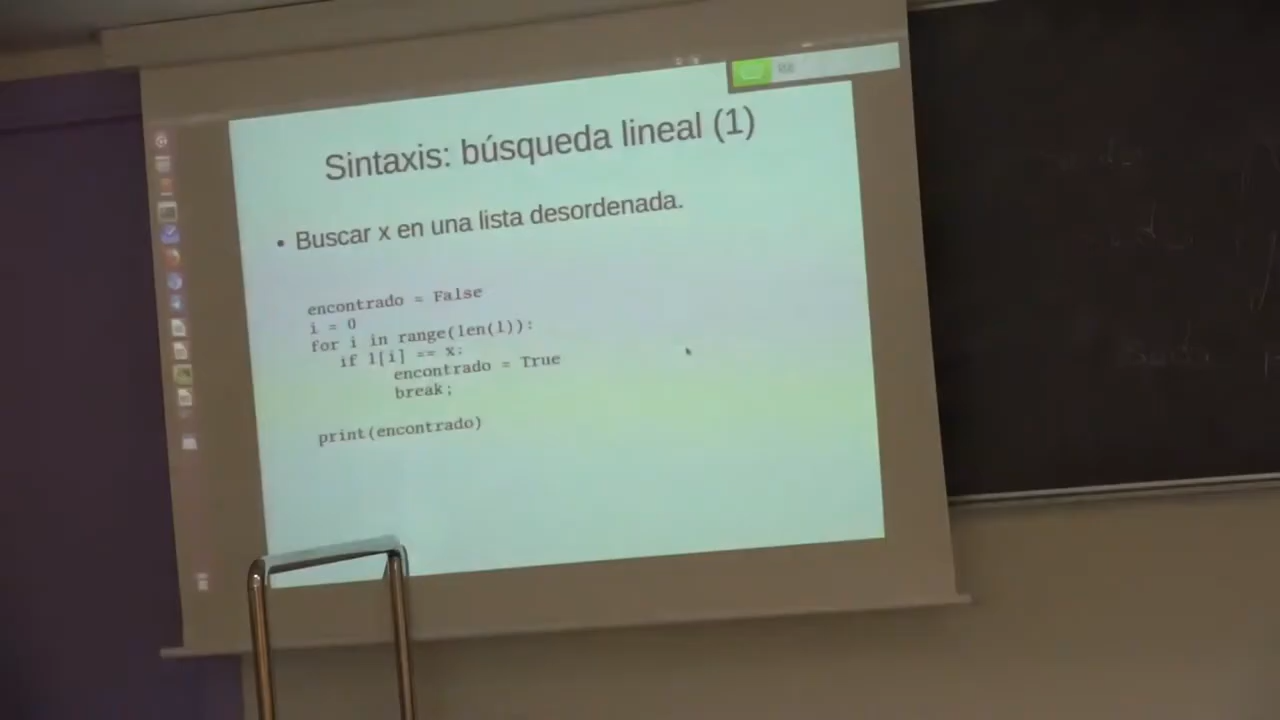 Sintaxis: búsqueda lineal (1)
• Buscar x en una lista desordenada.
encontrado = False
i = 0
for i in range(len(l)):
if l[i] == x:
encontrado = True
break;
print(encontrado)